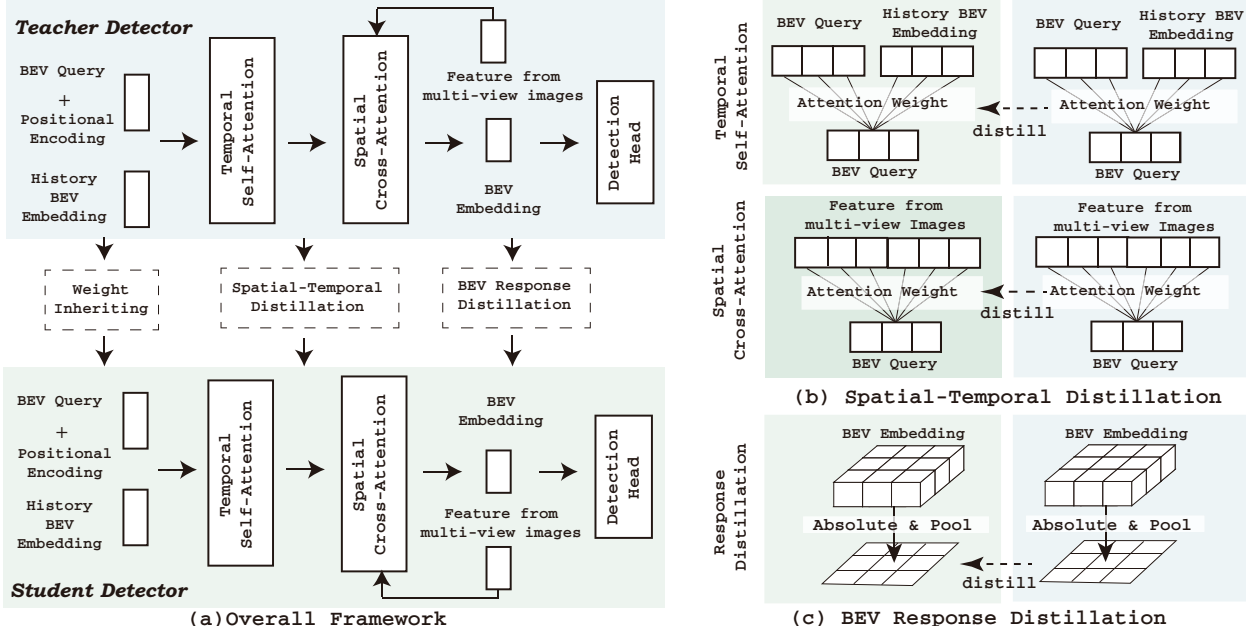 Teacher Detector
BEV Query
+
Positional
Encoding
History
BEV
Embedding
Temporal
Self-Attention
Spatial
Cross-Attention
Feature from
multi-view images
BEV
Embedding
Detection
Head
Weight
Inheriting
Spatial-Temporal
Distillation
BEV Response
Distillation
BEV Query
+
Positional
Encoding
History
BEV
Embedding
Temporal
Self-Attention
Spatial
Cross-Attention
BEV
Embedding
Feature from
multi-view images
Detection
Head
Student Detector
(a)Overall Framework
Temporal
Self-Attention
BEV Query
History BEV
Embedding
Attention Weight
BEV Query
distill
BEV Query
History BEV
Embedding
Attention Weight
BEV Query
Spatial
Cross-Attention
Feature from
multi-view Images
Attention Weight
BEV Query
distill
Feature from
multi-view Images
Attention Weight
BEV Query
(b) Spatial-Temporal Distillation
Response
Distillation
BEV Embedding
Absolute & Pool
distill
BEV Embedding
Absolute & Pool
(c) BEV Response Distillation